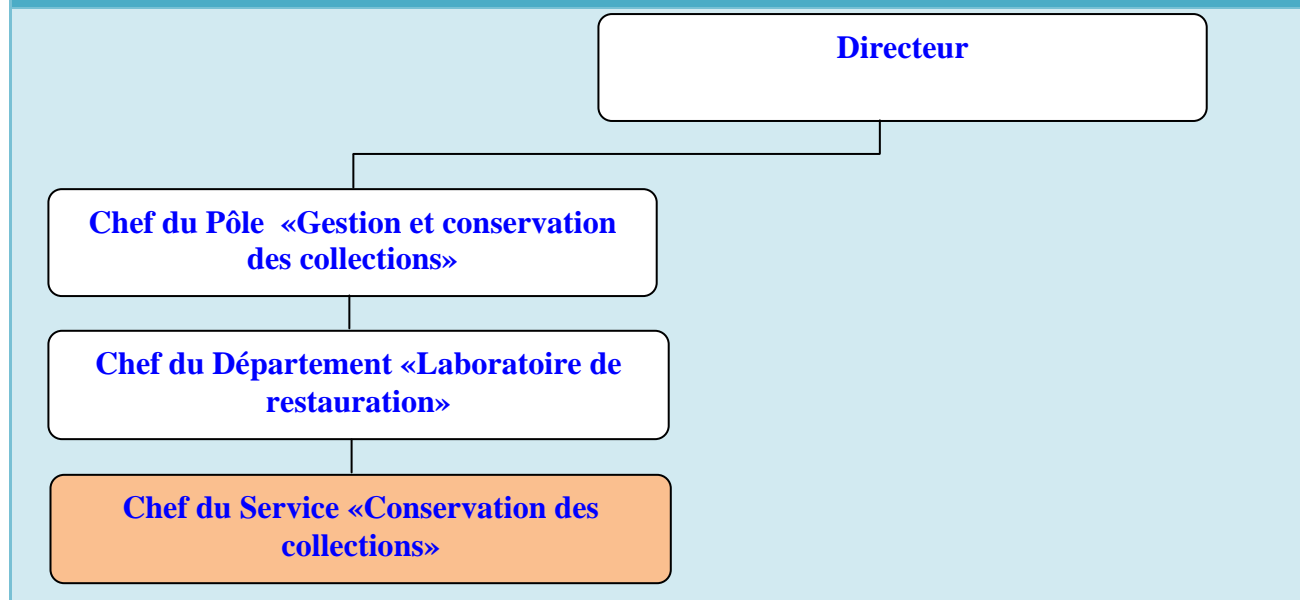 Directeur
Chef du Pôle «Gestion et conservation
des collections»
Chef du Département «Laboratoire de
restauration»
Chef du Service «Conservation des
collections»